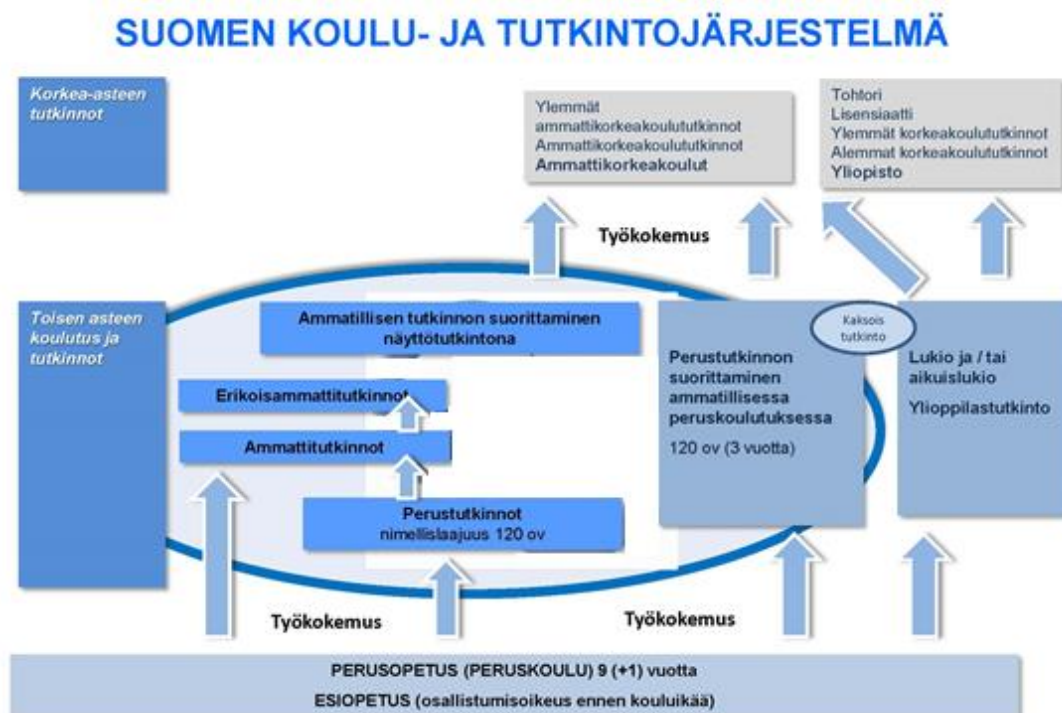 SUOMEN KOULU- JA TUTKINTOJÄRJESTELMÄ
Korkea-asteen
tutkinnot
Ylemmät
ammattikorkeakoulututkinnot
Ammattikorkeakoulututkinnot
Ammattikorkeakoulut
Tohtori
Lisensiaatti
Ylemmät korkeakoulututkinnot
Alemmat korkeakoulututkinnot
Yliopisto
Työkokemus
Toisen asteen
koulutus ja
tutkinnot
Ammatillisen tutkinnon suorittaminen
näyttötutkintona
Erikoisammattitutkinnot
Ammattitutkinnot
Perustutkinnot
nimellislaajuus 120 ov
Perustutkinnon
suorittaminen
ammatillisessa
peruskoulutuksessa
120 ov (3 vuotta)
Kaksois
tutkinto
Lukio ja / tai
aikuislukio
Ylioppilastutkinto
Työkokemus
Työkokemus
PERUSOPETUS (PERUSKOULU) 9 (+1) vuotta
ESIOPETUS (osallistumisoikeus ennen kouluikää)